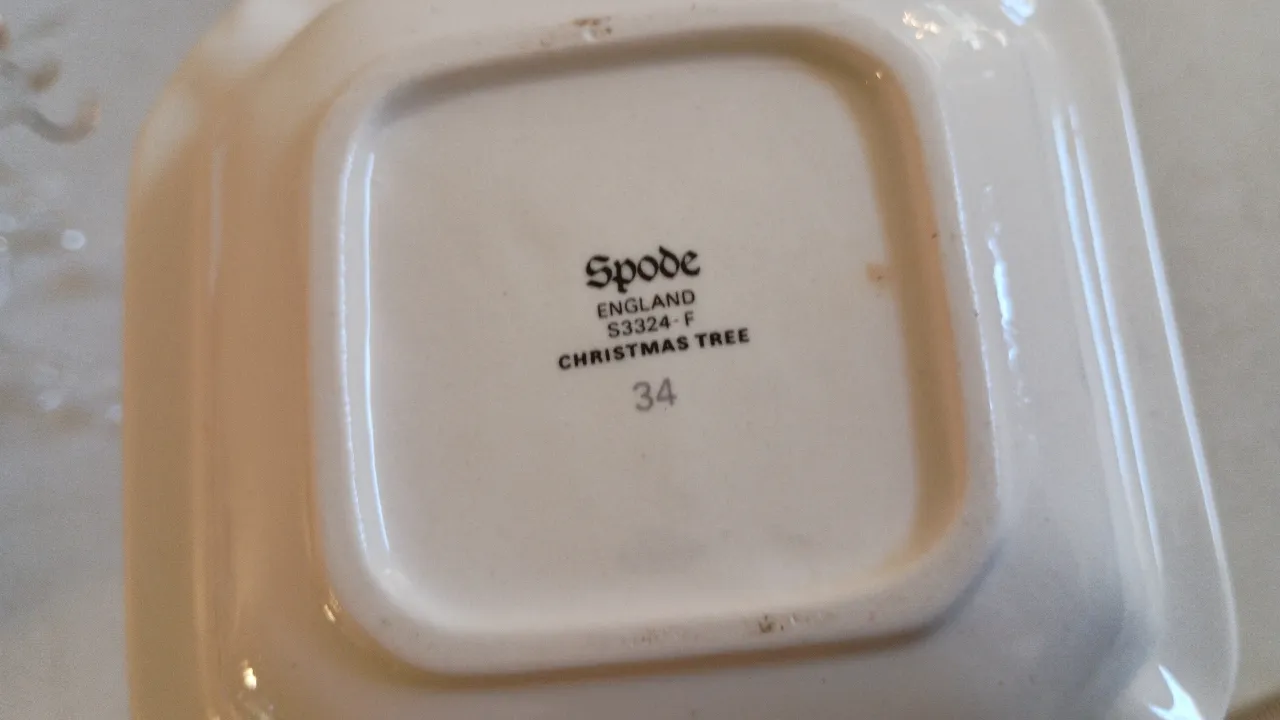 Spode
ENGLAND
S3324-F
CHRISTMAS TREE
34